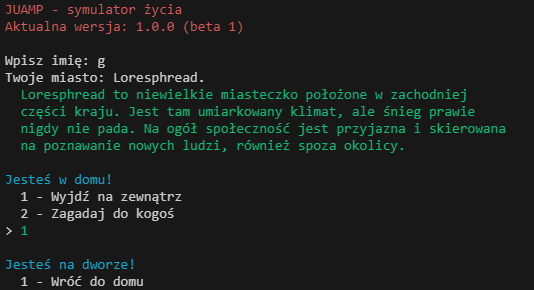 JUAMP - symulator życia
Aktualna wersja: 1.0.0 (beta 1)
Wpisz imię: g
Twoje miasto: Loresphread.
Loresphread to niewielkie miasteczko położone w zachodniej
części kraju. Jest tam umiarkowany klimat, ale śnieg prawie
nigdy nie pada. Na ogół społeczność jest przyjazna i skierowana
na poznawanie nowych ludzi, również spoza okolicy.
Jesteś w domu!
1 - Wyjdź na zewnątrz
2 - Zagadaj do kogoś
> 1
Jesteś na dworze!
1 - Wróć do domu